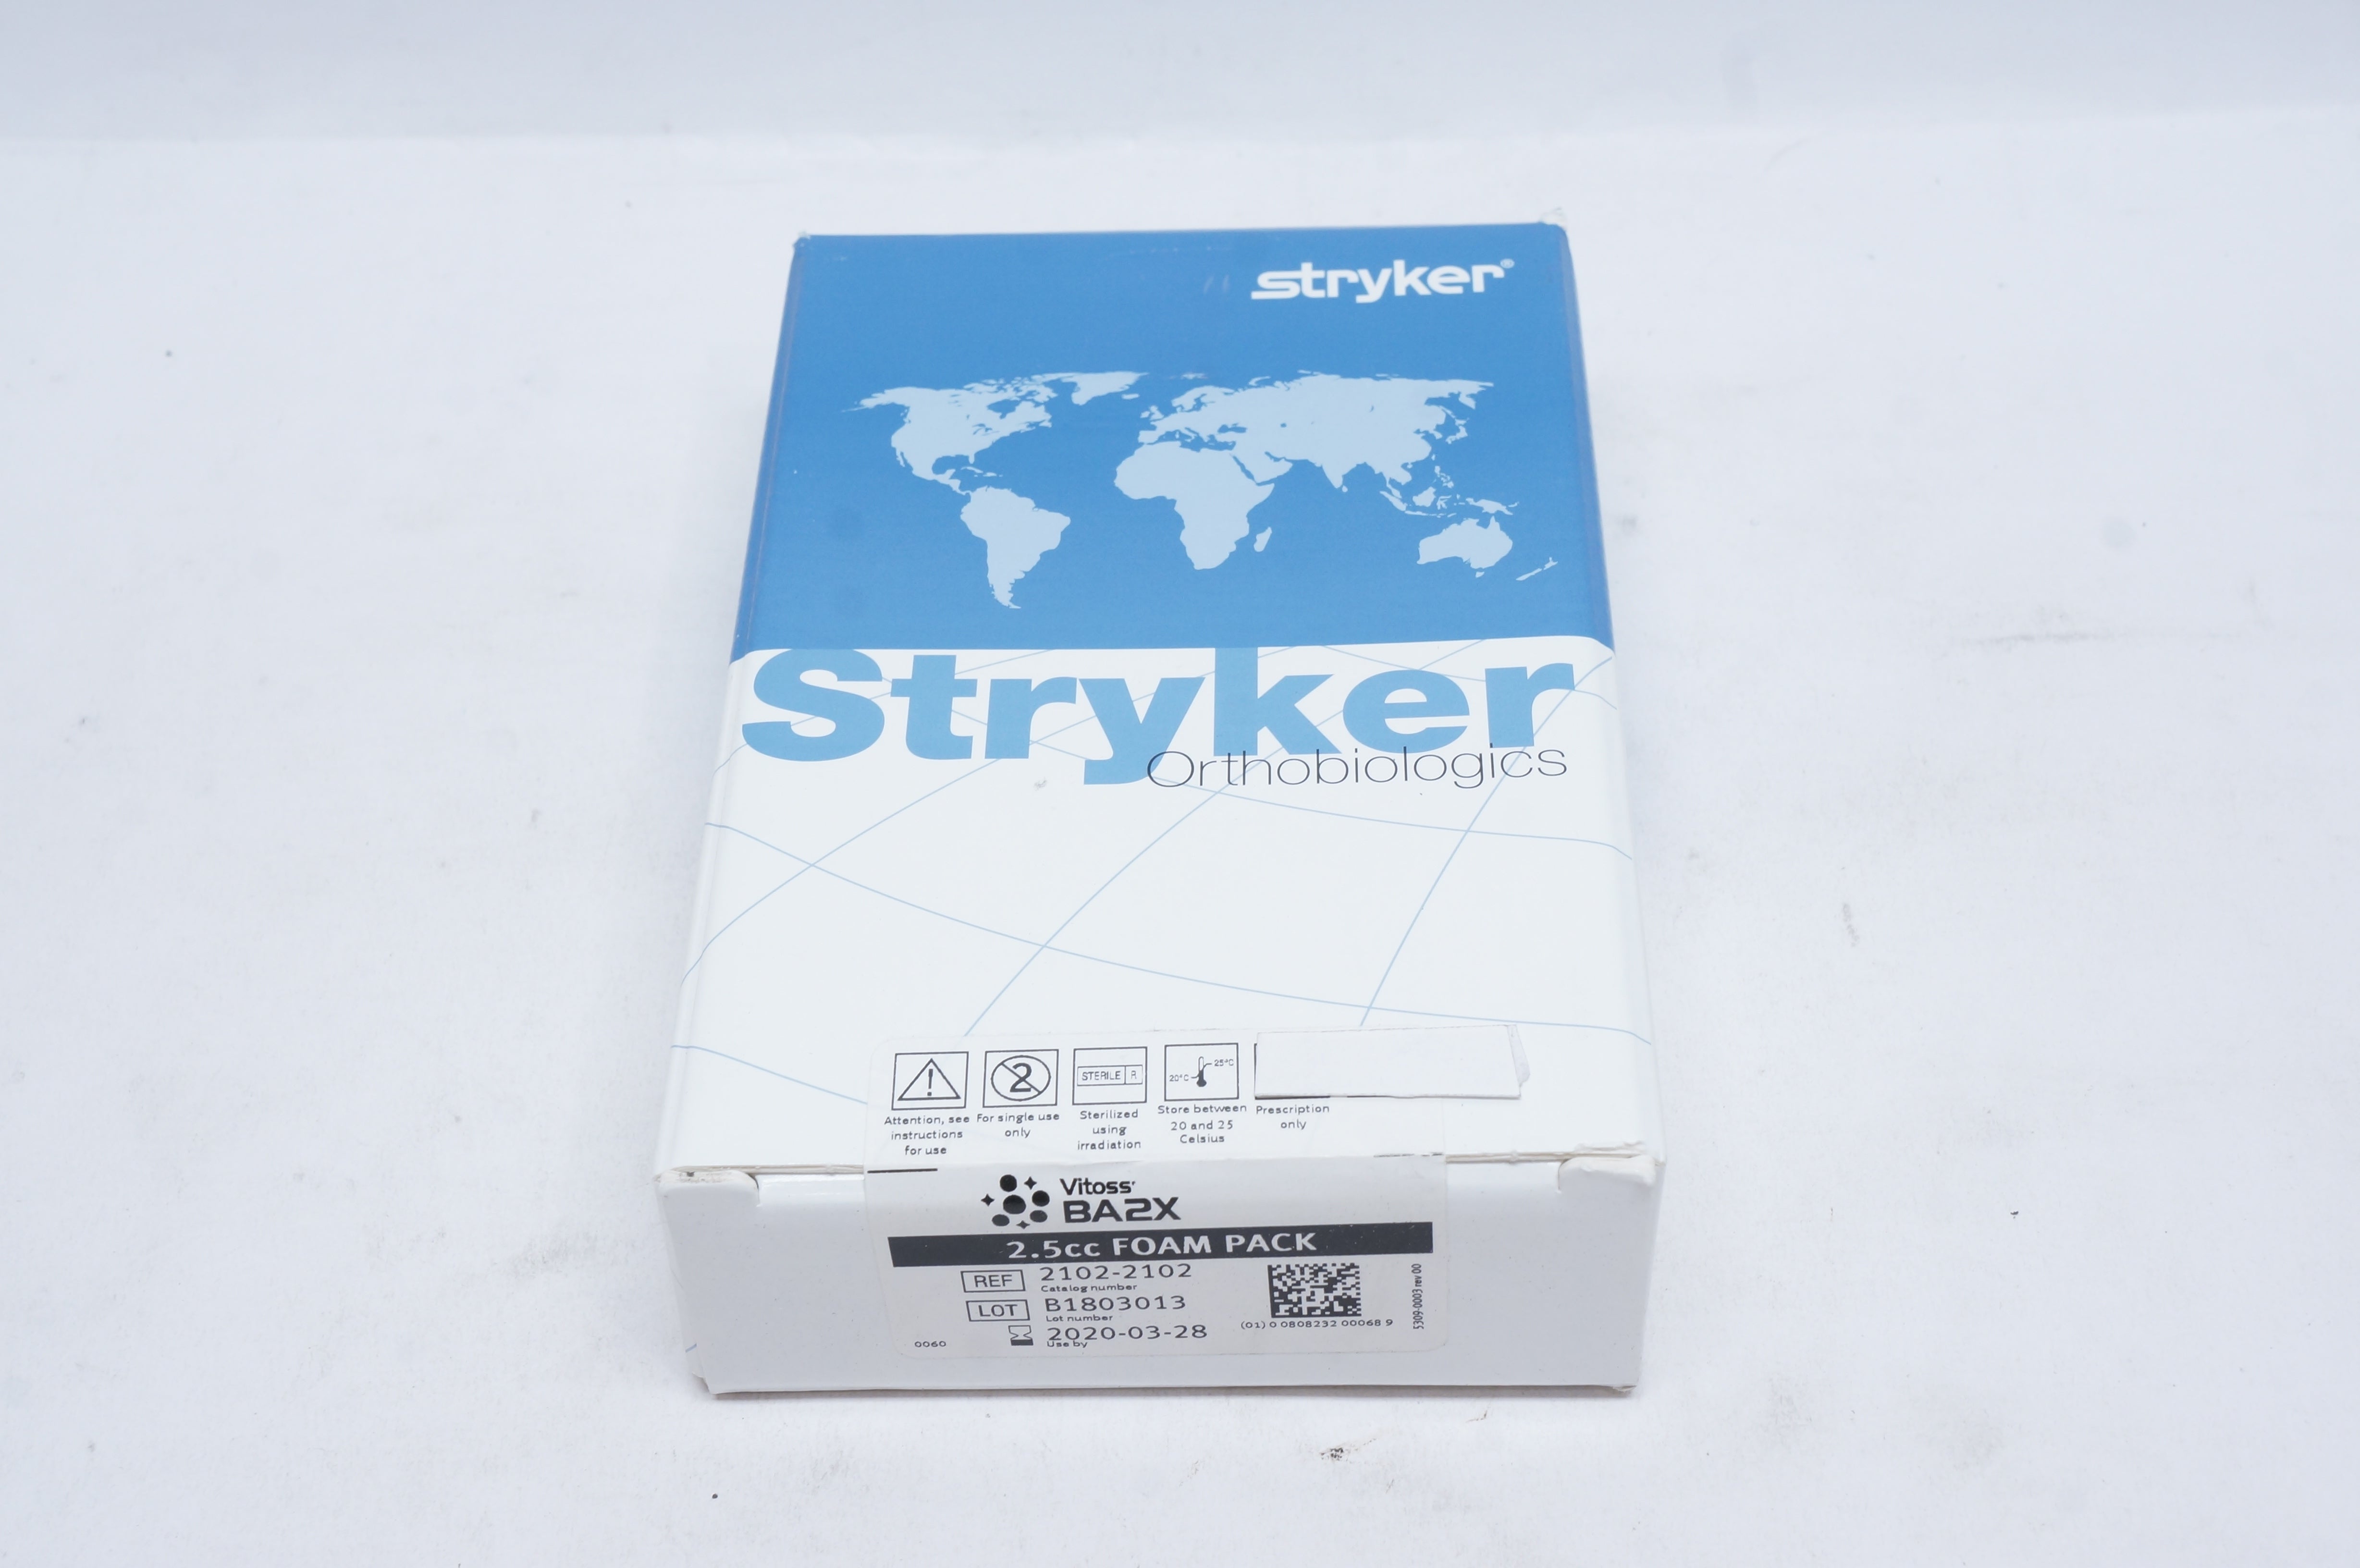 stryker®
Stryker
Orthobiologics
25°C
20°C
STERILE R
2
!
Attention, see
instructions
for use
For single use
only
Sterilized
using
irradiation
Store between
20 and 25
Celsius
Prescription
only
Vitoss
BA2X
2.5cc FOAM PACK
REF 2102-2102
Catalog number
LOT B1803013
Lot number
2020-03-28
Use by
0060
(01) 0 0808232 00068 9
5309-0003 rev 00